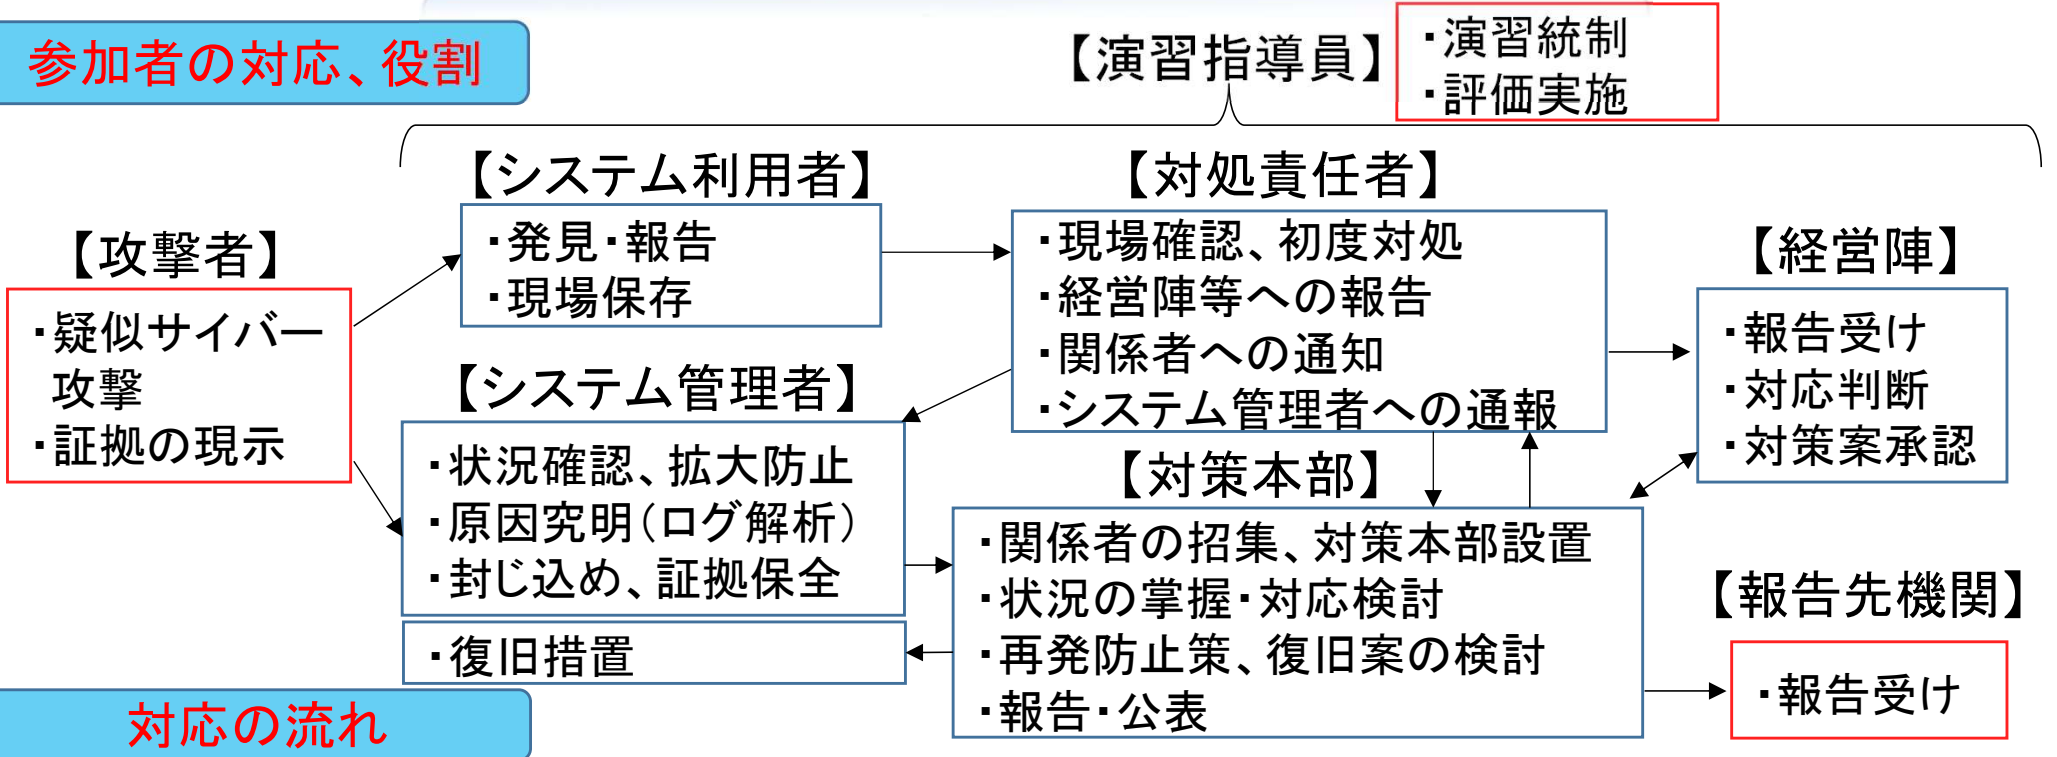 参加者の対応、役割
【演習指導員】
・演習統制
・評価実施
【システム利用者】
・発見・報告
・現場保存
【対処責任者】
・現場確認、初度対処
・経営陣等への報告
・関係者への通知
・システム管理者への通報
【攻撃者】
・疑似サイバー
攻撃
・証拠の現示
【経営陣】
・報告受け
・対応判断
・対策案承認
【システム管理者】
・状況確認、拡大防止
・原因究明(ログ解析)
・封じ込め、証拠保全
・復旧措置
【対策本部】
・関係者の招集、対策本部設置
・状況の掌握・対応検討
・再発防止策、復旧案の検討
・報告・公表
【報告先機関】
・報告受け
対応の流れ